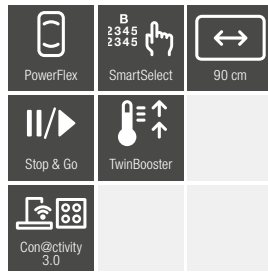 B
2345
2345
PowerFlex
SmartSelect
90 cm
Stop & Go
TwinBooster
Con@ctivity
3.0